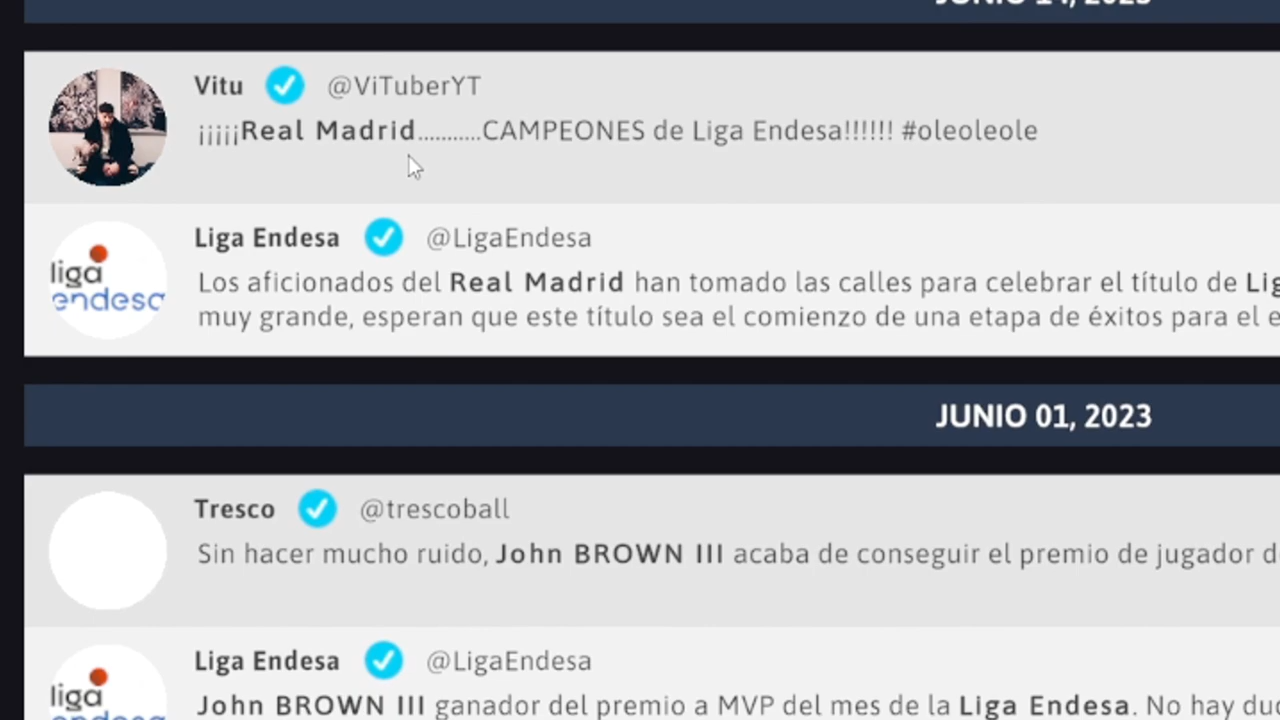 JUNIO 14, 2023
Vitu @ViTuberYT
¡¡¡¡¡Real Madrid...........CAMPEONES de Liga Endesa!!!!!! #oleoleole
Liga Endesa @LigaEndesa
liga
endesa
Los aficionados del Real Madrid han tomado las calles para celebrar el título de Lig
muy grande, esperan que este título sea el comienzo de una etapa de éxitos para el e
JUNIO 01, 2023
Tresco @trescoball
Sin hacer mucho ruido, John BROWN III acaba de conseguir el premio de jugador d
Liga Endesa @LigaEndesa
liga
endesa
John BROWN III ganador del premio a MVP del mes de la Liga Endesa. No hay du